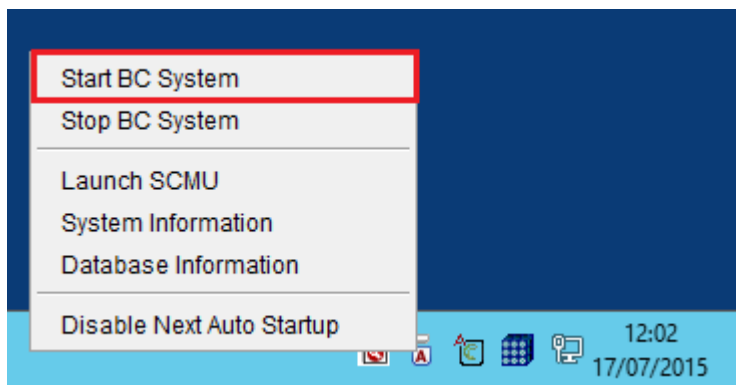 Start BC System
Stop BC System
Launch SCMU
System Information
Database Information
Disable Next Auto Startup
A
A C
12:02
17/07/2015